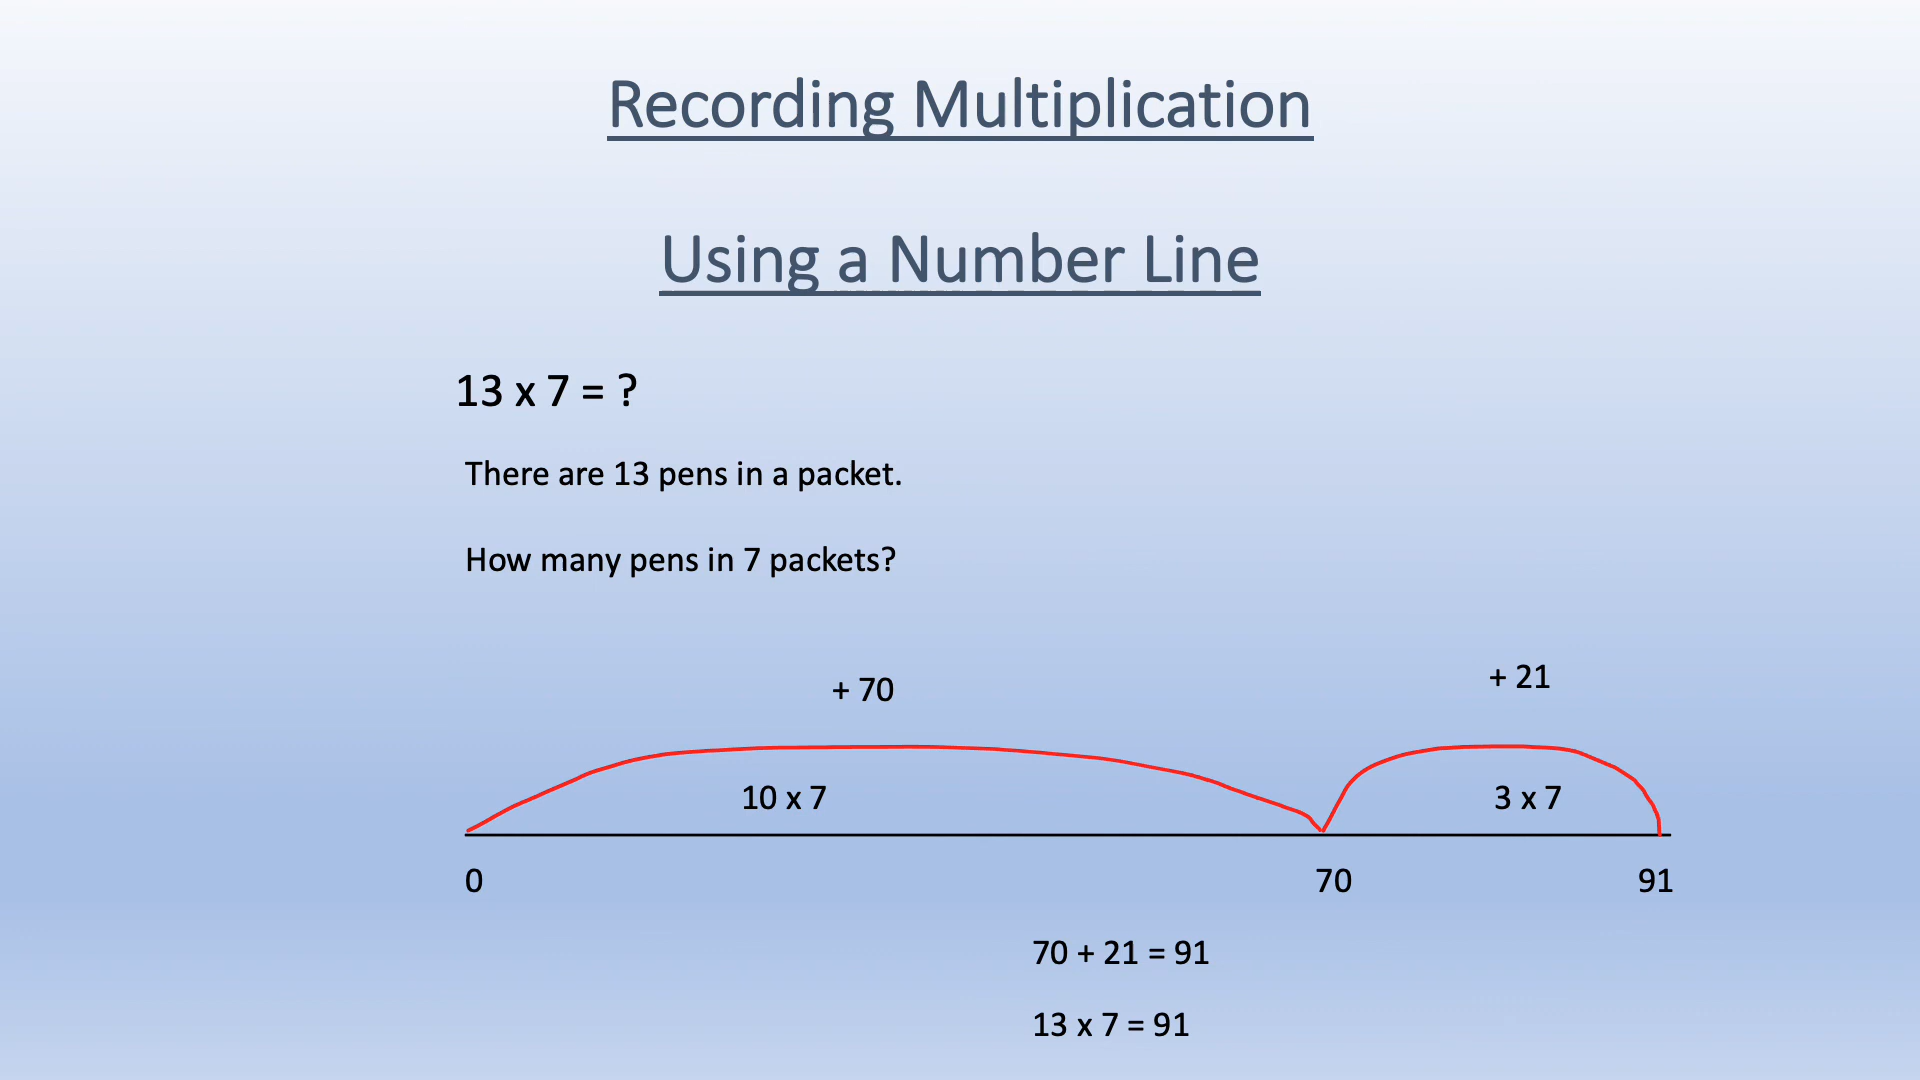 Recording Multiplication
Using a Number Line
13 x 7 = ?
There are 13 pens in a packet.
How many pens in 7 packets?
+ 70
+ 21
10 x 7
3 x 7
0
70
91
70 + 21 = 91
13 x 7 = 91